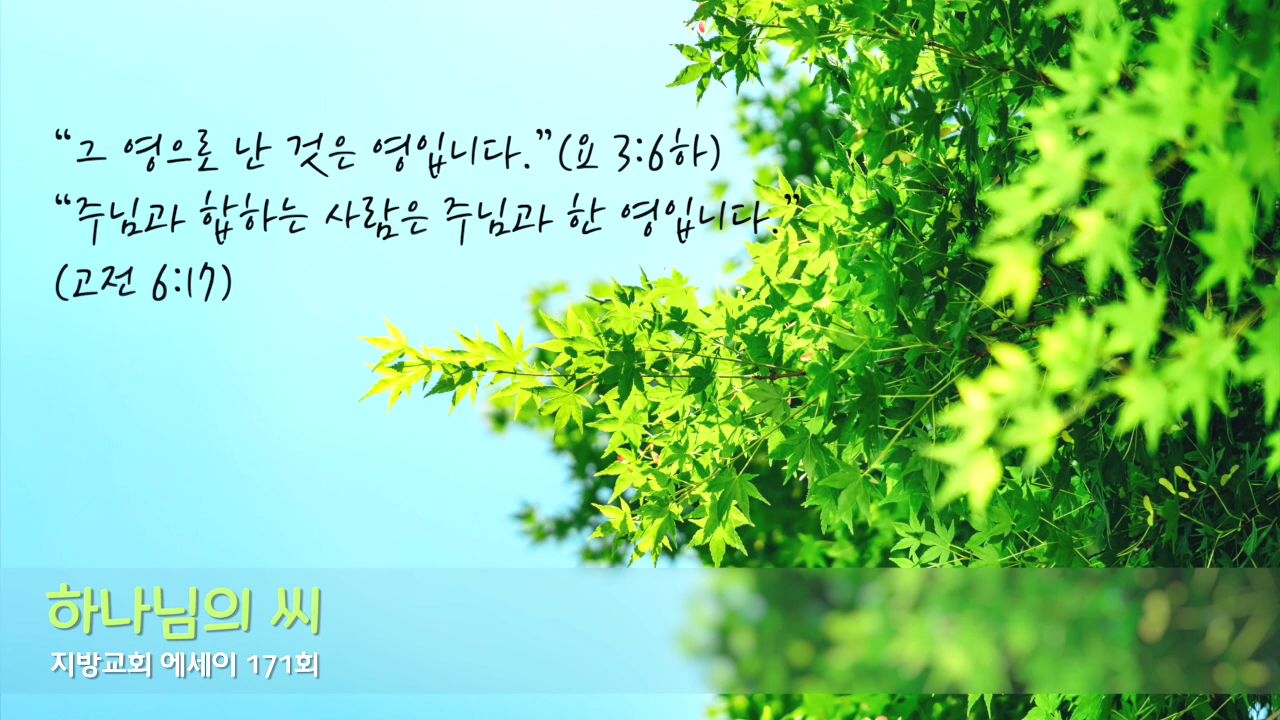 “그 영으로 난 것은 영입니다.”(요 3:6하)
“주님과 합하는 사람은 주님과 한 영입니다.”
(고전 6:17)
하나님의 씨
지방교회 에세이 171회